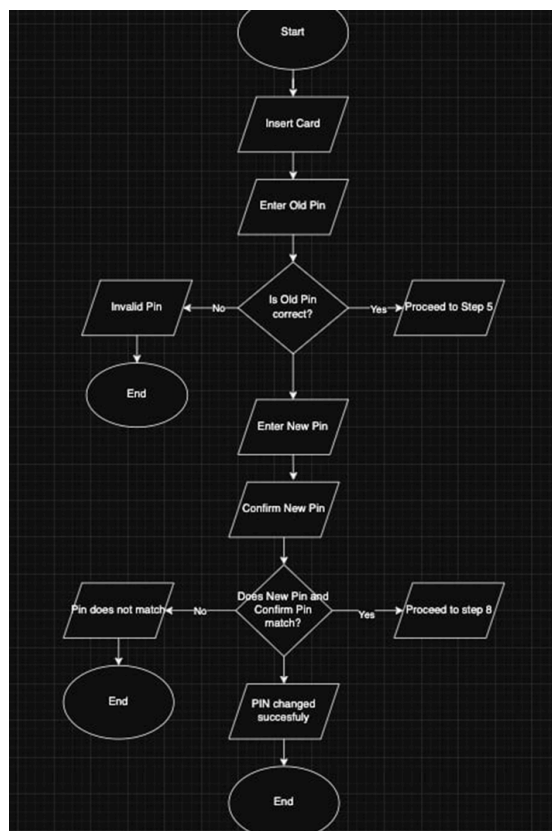 Start
Insert Card
Enter Old Pin
Is Old Pin
correct?
No
Invalid Pin
Yes
Proceed to Step 5
End
Enter New Pin
Confirm New Pin
Does New Pin and
Confirm Pin
match?
No
Pin does not match
Yes
Proceed to step 8
End
PIN changed
succesfuly
End